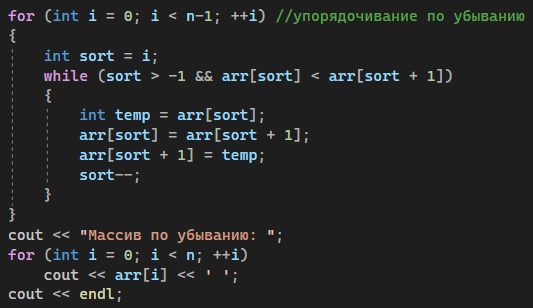 for (int i = 0; i < n-1; ++i) //упорядочивание по убыванию
{
    int sort = i;
    while (sort > -1 && arr[sort] < arr[sort + 1])
    {
        int temp = arr[sort];
        arr[sort] = arr[sort + 1];
        arr[sort + 1] = temp;
        sort--;
    }
}
cout << "Массив по убыванию: ";
for (int i = 0; i < n; ++i)
    cout << arr[i] << ' ';
cout << endl;